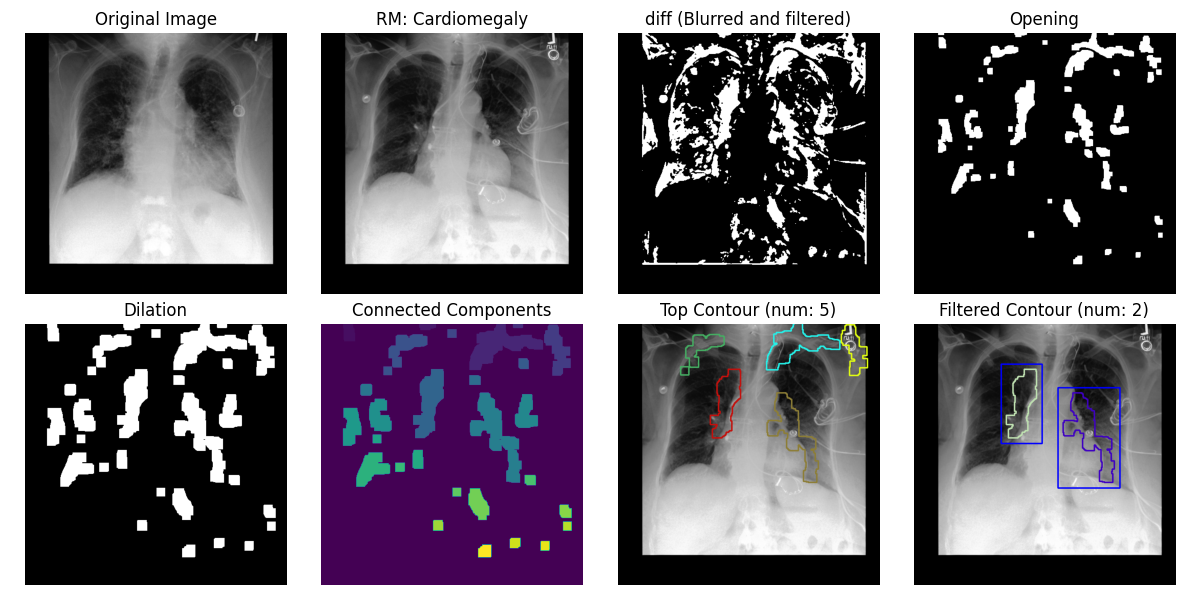 Original Image
RM: Cardiomegaly
diff (Blurred and filtered)
Opening
Dilation
Connected Components
Top Contour (num: 5)
Filtered Contour (num: 2)